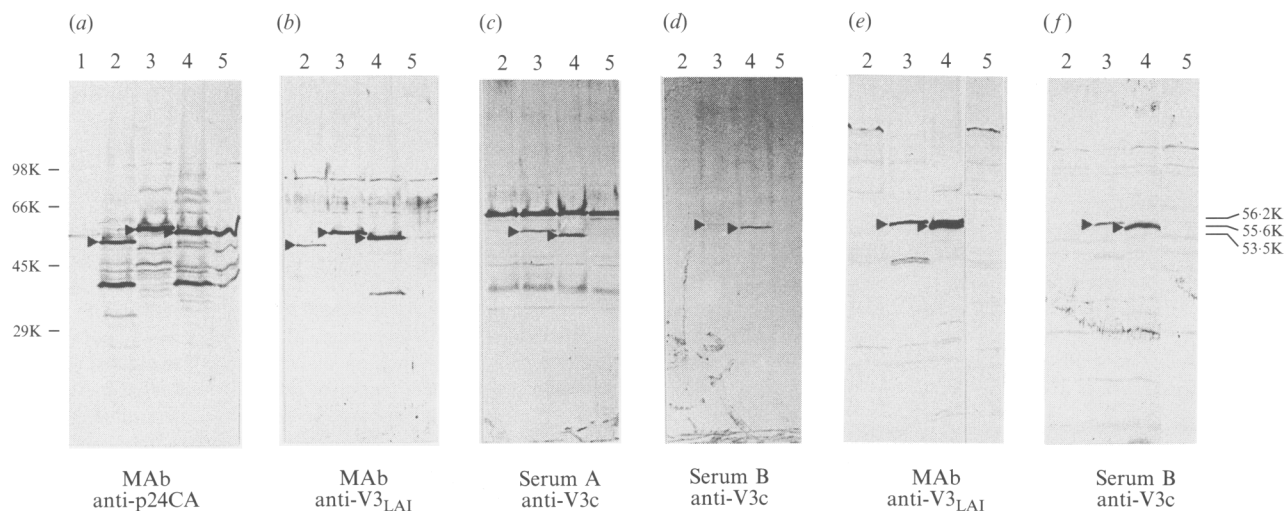 (a) (b) (c) (d) (e) (f)
1 2 3 4 5 2 3 4 5 2 3 4 5 2 3 4 5 2 3 4 5 2 3 4 5
98K
66K
45K
29K
56·2K
55·6K
53·5K
MAb
anti-p24CA
MAb
anti-V3LAI
Serum A
anti-V3c
Serum B
anti-V3c
MAb
anti-V3LAI
Serum B
anti-V3c